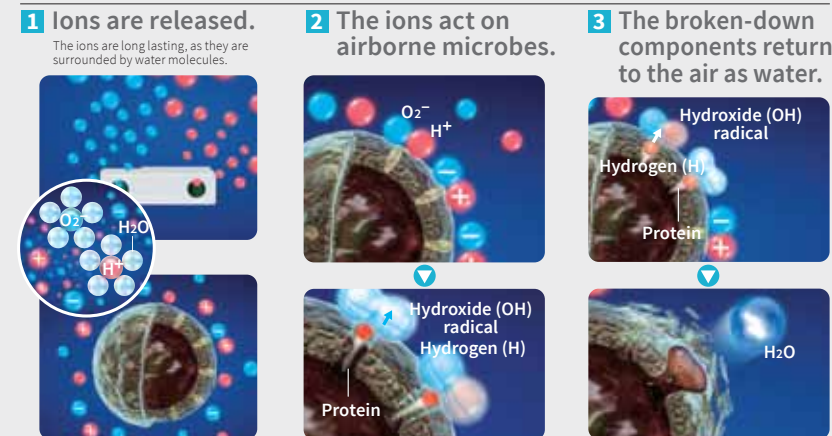 1 Ions are released.
The ions are long lasting, as they are
surrounded by water molecules.
O2−
H2O
H+
+
−
2 The ions act on
airborne microbes.
O2−
H+
−
+
−
+
Hydroxide (OH)
radical
Hydrogen (H)
Protein
3 The broken-down
components return
to the air as water.
Hydroxide (OH)
radical
Hydrogen (H)
Protein
−
+
H2O